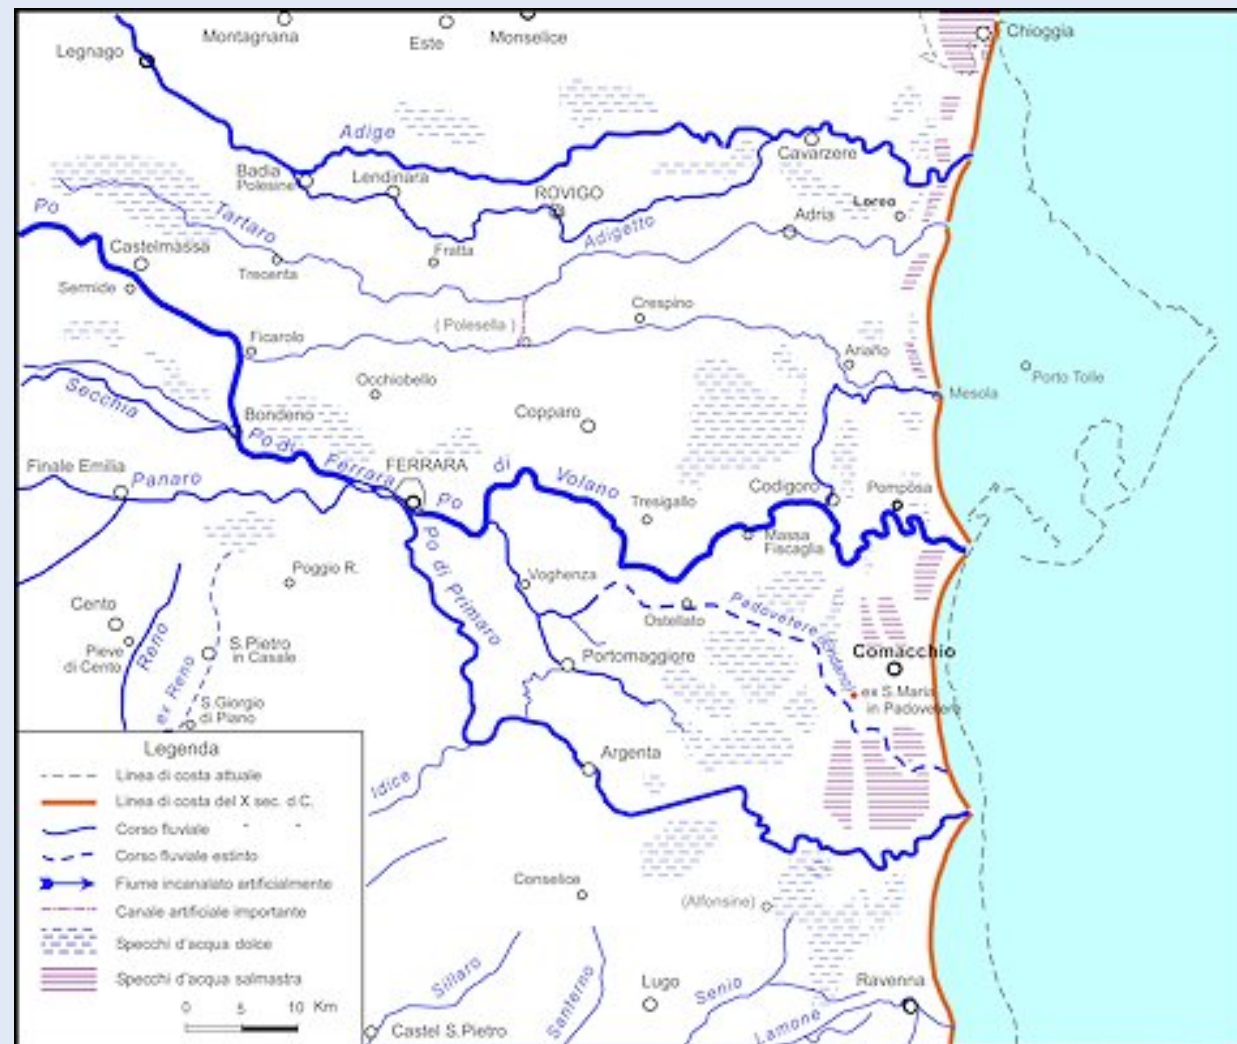 Montagnana
Este
Monselice
Chioggia
Legnago
Adige
Cavarzere
Badia
Polesine
Lendinara
ROVIGO
Loreo
Po
Tartaro
Adigetto
Adria
Castelmassa
Fratta
Trecenta
Sermide
Crespino
( Polesella )
Ficarolo
Ariano
Porto Tolle
Occhiobello
Mesola
Secchia
Bondeno
Copparo
Po di Ferrara
Finale Emilia
FERRARA
Panaro
Po di Volano
Codigoro
Pomposa
Tresigallo
Massa
Fiscaglia
Po di Primaro
Poggio R.
Voghenza
Padovetere (Eridano)
Cento
Ostellato
Reno
Pieve
di Cento
S.Pietro
in Casale
Portomaggiore
Comacchio
ex Reno
ex S.Maria
in Padovetere
S.Giorgio
di Piano
Legenda
Argenta
Linea di costa attuale
Idice
Linea di costa del X sec. d.C.
Corso fluviale
Corso fluviale estinto
Fiume incanalato artificialmente
Conselice
(Alfonsine)
Canale artificiale importante
Specchi d'acqua dolce
Specchi d'acqua salmastra
Sillaro
Santerno
Lugo
Senio
Ravenna
0 5 10 Km
Lamone
Castel S.Pietro